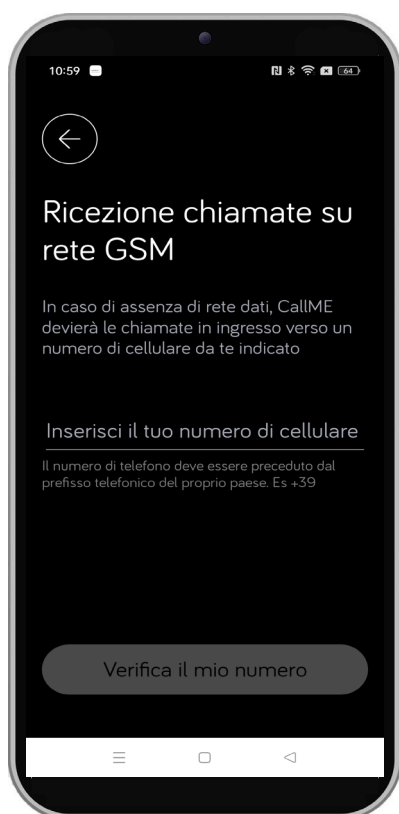 10:59
64
Ricezione chiamate su
rete GSM
In caso di assenza di rete dati, CallME
devierà le chiamate in ingresso verso un
numero di cellulare da te indicato
Inserisci il tuo numero di cellulare
Il numero di telefono deve essere preceduto dal
prefisso telefonico del proprio paese. Es +39
Verifica il mio numero